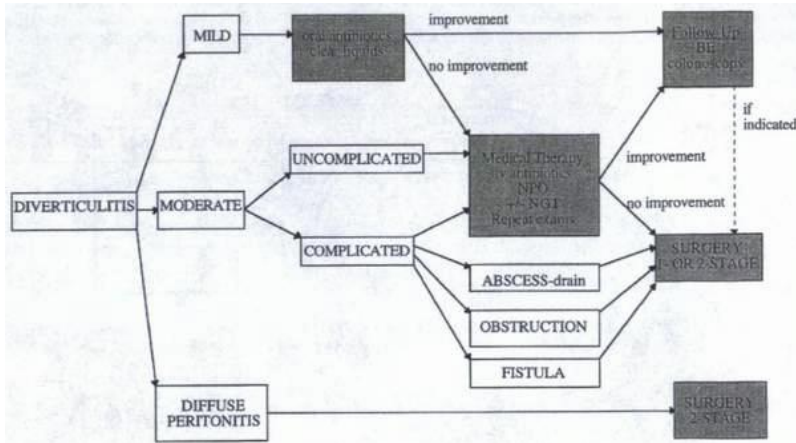 MILD
oral antibiotics
clear liquids
improvement
no improvement
Follow Up
BE
colonoscopy
if
indicated
UNCOMPLICATED
Medical Therapy
iv antibiotics
NPO
+/- NGT
Repeat exams
improvement
no improvement
DIVERTICULITIS
MODERATE
COMPLICATED
ABSCESS-drain
SURGERY
1- OR 2-STAGE
OBSTRUCTION
FISTULA
DIFFUSE
PERITONITIS
SURGERY
2-STAGE